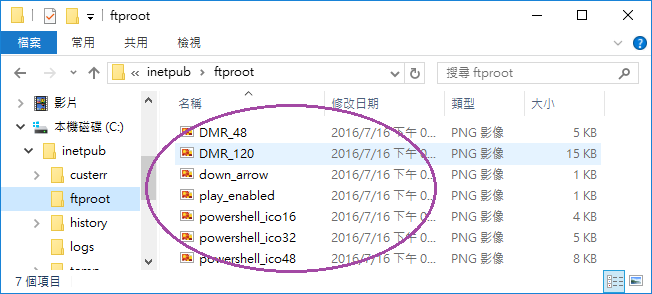 ftproot
檔案 常用 共用 檢視
« inetpub › ftproot
搜尋 ftproot
影片
本機磁碟 (C:)
inetpub
custerr
ftproot
history
logs
temp
名稱 修改日期 類型 大小
DMR_48 2016/7/16 下午 0... PNG 影像 5 KB
DMR_120 2016/7/16 下午 0... PNG 影像 15 KB
down_arrow 2016/7/16 下午 0... PNG 影像 1 KB
play_enabled 2016/7/16 下午 0... PNG 影像 1 KB
powershell_ico16 2016/7/16 下午 0... PNG 影像 4 KB
powershell_ico32 2016/7/16 下午 0... PNG 影像 5 KB
powershell_ico48 2016/7/16 下午 0... PNG 影像 8 KB
7 個項目